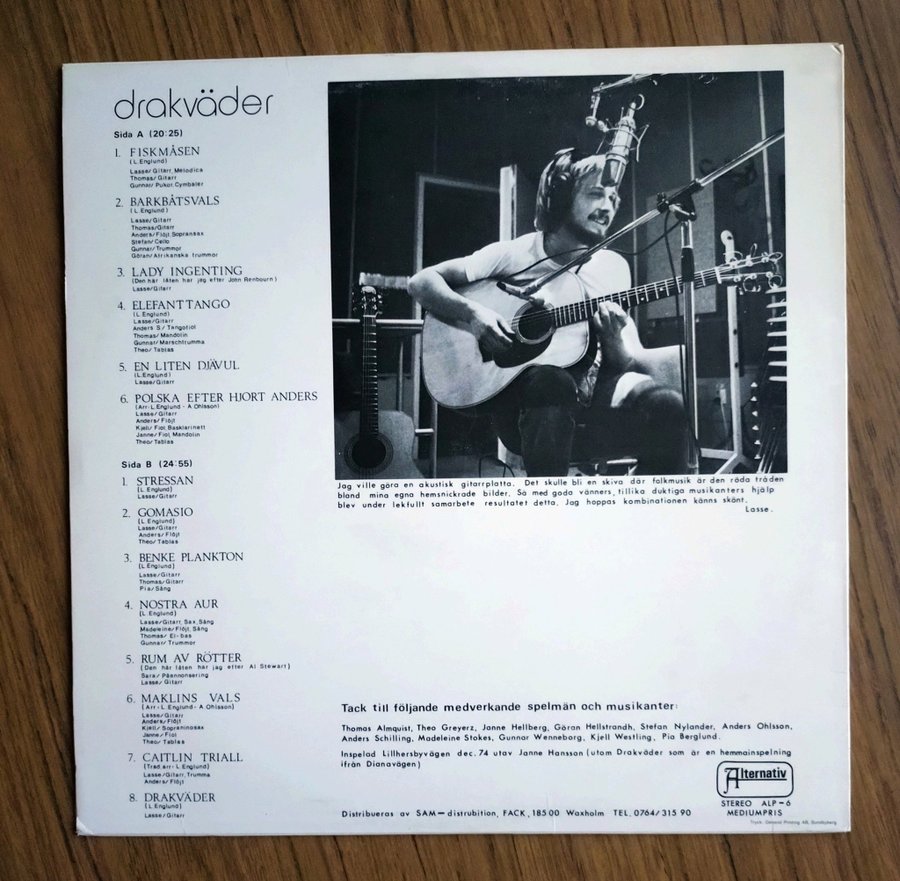 drakväder
Sida A (20:25)
1. FISKMÅSEN
(L.Englund)
Lasse/Gitarr, Melodica
Thomas/Gitarr
Gunnar/Pukor, Cymbaler
2. BARKBÅTSVALS
(L.Englund)
Lasse/Gitarr
Thomas/Gitarr
Anders/Flöjt, Sopransax
Stefan/Cello
Gunnar/Trummor
Göran/Afrikanska trummor
3. LADY INGENTING
(Den här låten har jag efter John Renbourn)
Lasse/Gitarr
4. ELEFANTTANGO
(L.Englund)
Lasse/Gitarr
Anders S./Tangofiol
Thomas/Mandolin
Gunnar/Marschtrumma
Theo/Tablas
5. EN LITEN DJÄVUL
(L.Englund)
Lasse/Gitarr
6. POLSKA EFTER HJORT ANDERS
(Arr-L.Englund-A.Ohlsson)
Lasse/Gitarr
Anders/Flöjt
Kjell/Fiol, Basklarinett
Janne/Fiol, Mandolin
Theo/Tablas
Sida B (24:55)
1. STRESSAN
(L.Englund)
Lasse/Gitarr
2. GOMASIO
(L.Englund)
Lasse/Gitarr
Anders/Flöjt
Theo/Tablas
3. BENKE PLANKTON
(L.Englund)
Lasse/Gitarr
Thomas/Gitarr
Pia/Sång
4. NOSTRA AUR
(L.Englund)
Lasse/Gitarr, Sax, Sång
Madeleine/Flöjt, Sång
Thomas/El-bas
Gunnar/Trummor
5. RUM AV RÖTTER
(Den här låten har jag efter Al Stewart)
Sara/Påannonsering
Lasse/Gitarr
6. MAKLINS VALS
(Arr-L.Englund-A.Ohlsson)
Lasse/Gitarr
Anders/Flöjt
Kjell/Sopraninosax
Janne/Fiol
Theo/Tablas
7. CAITLIN TRIALL
(Trad.arr-L.Englund)
Lasse/Gitarr, Trumma
Anders/Flöjt
8. DRAKVÄDER
(L.Englund)
Lasse/Gitarr
Jag ville göra en akustisk gitarrplatta. Det skulle bli en skiva där folkmusik är den röda tråden
bland mina egna hemsnickrade bilder. Så med goda vänners, tillika duktiga musikanters hjälp
blev under lekfullt samarbete resultatet detta. Jag hoppas kombinationen känns skönt.
Lasse.
Tack till följande medverkande spelmän och musikanter:
Thomas Almquist, Theo Greyerz, Janne Hellberg, Göran Hellstrandh, Stefan Nylander, Anders Ohlsson,
Anders Schilling, Madeleine Stokes, Gunnar Wenneborg, Kjell Westling, Pia Berglund.
Inspelad Lillhersbyvägen dec. 74 utav Janne Hansson (utom Drakväder som är en hemmainspelning
ifrån Dianavägen)
Alternativ
STEREO ALP-6
MEDIUMPRIS
Distribueras av SAM-distrubition, FACK, 185 00 Waxholm TEL. 0764/315 90
Tryck: General Printing AB, Sundbyberg